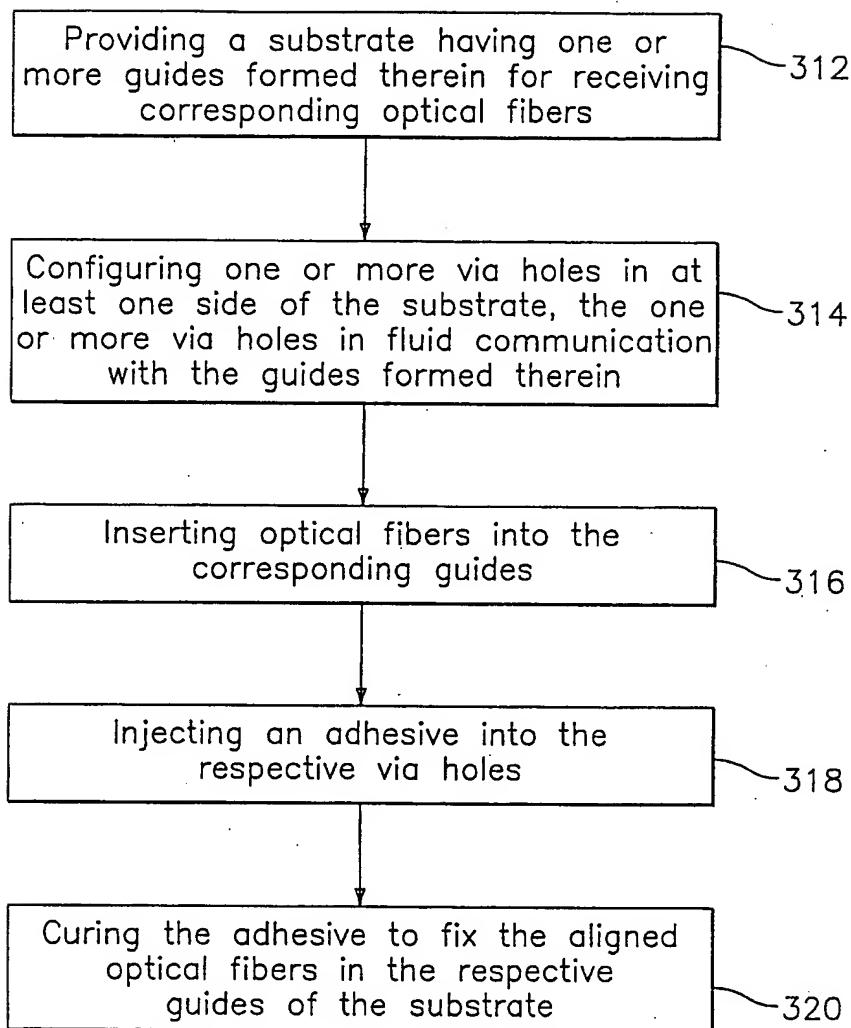 Providing a substrate having one or
more guides formed therein for receiving
corresponding optical fibers
312
Configuring one or more via holes in at
least one side of the substrate, the one
or more via holes in fluid communication
with the guides formed therein
314
Inserting optical fibers into the
corresponding guides
316
Injecting an adhesive into the
respective via holes
318
Curing the adhesive to fix the aligned
optical fibers in the respective
guides of the substrate
320